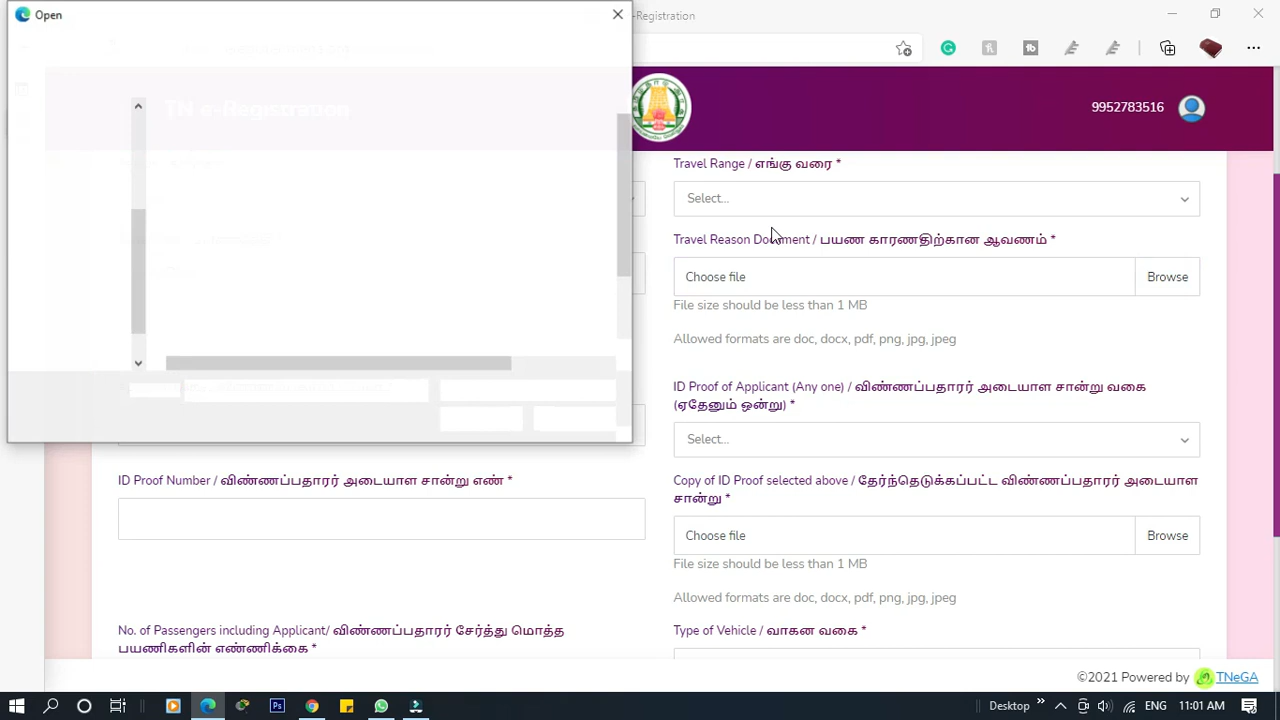 Open
-Registration
TN e-Registration
9952783516
Travel Range / எங்கு வரை *
Select...
Travel Reason Document / பயண காரணதிற்கான ஆவணம் *
Choose file
Browse
File size should be less than 1 MB
Allowed formats are doc, docx, pdf, png, jpg, jpeg
ID Proof of Applicant (Any one) / விண்ணப்பதாரர் அடையாள சான்று வகை
(ஏதேனும் ஒன்று) *
Select...
ID Proof Number / விண்ணப்பதாரர் அடையாள சான்று எண் *
Copy of ID Proof selected above / தேர்ந்தெடுக்கப்பட்ட விண்ணப்பதாரர் அடையாள
சான்று *
Choose file
Browse
File size should be less than 1 MB
Allowed formats are doc, docx, pdf, png, jpg, jpeg
No. of Passengers including Applicant/ விண்ணப்பதாரர் சேர்த்து மொத்த
பயணிகளின் எண்ணிக்கை *
Type of Vehicle / வாகன வகை *
©2021 Powered by TNeGA
Desktop
ENG
11:01 AM